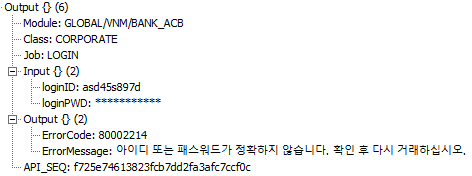 Output {} (6)
Module: GLOBAL/VNM/BANK_ACB
Class: CORPORATE
Job: LOGIN
Input {} (2)
loginID: asd45s897d
loginPWD: ***********
Output {} (2)
ErrorCode: 80002214
ErrorMessage: 아이디 또는 패스워드가 정확하지 않습니다. 확인 후 다시 거래하십시오.
API_SEQ: f725e74613823fcb7dd2fa3afc7ccf0c